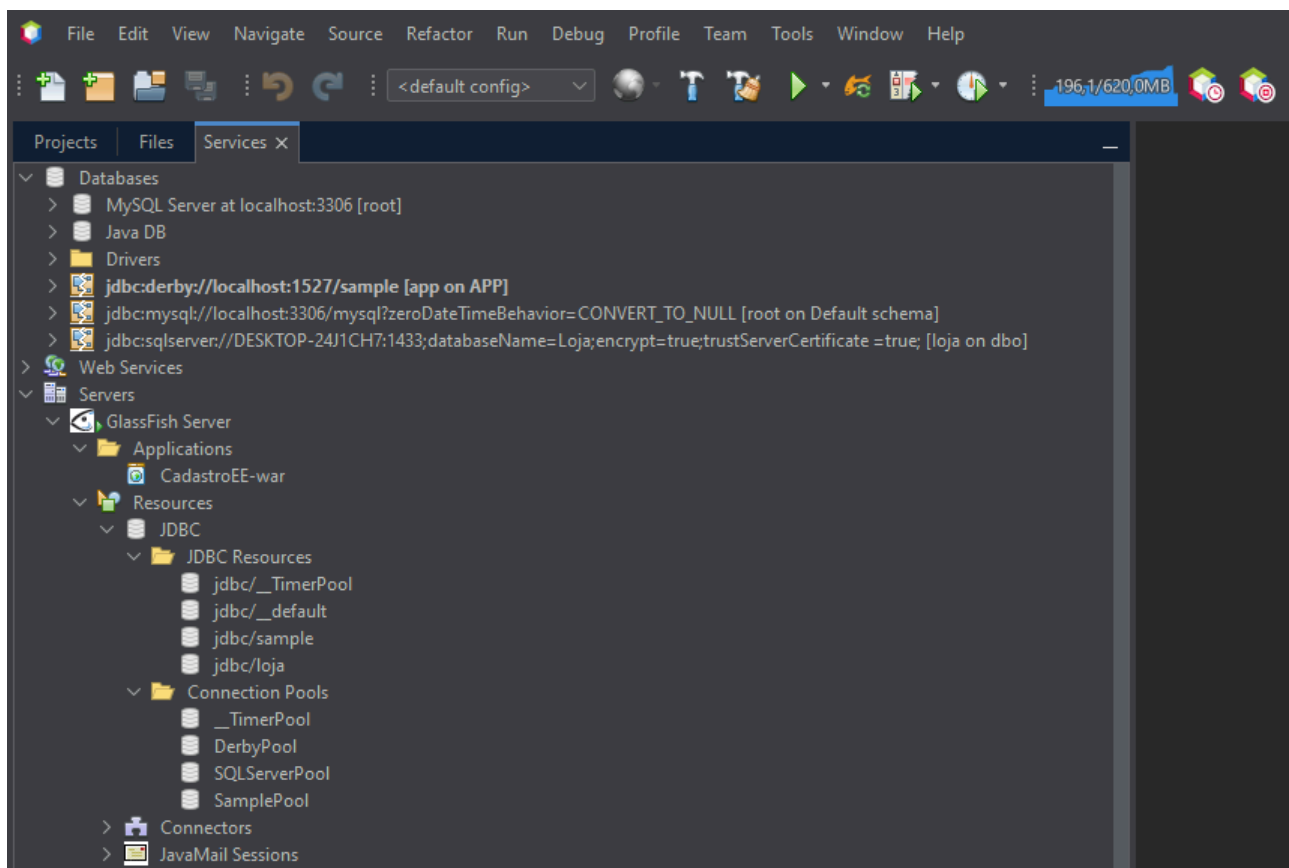 File Edit View Navigate Source Refactor Run Debug Profile Team Tools Window Help
<default config> 196,1/620,0MB
Projects Files Services
Databases
MySQL Server at localhost:3306 [root]
Java DB
Drivers
jdbc:derby://localhost:1527/sample [app on APP]
jdbc:mysql://localhost:3306/mysql?zeroDateTimeBehavior=CONVERT_TO_NULL [root on Default schema]
jdbc:sqlserver://DESKTOP-24J1CH7:1433;databaseName=Loja;encrypt=true;trustServerCertificate =true; [loja on dbo]
Web Services
Servers
GlassFish Server
Applications
CadastroEE-war
Resources
JDBC
JDBC Resources
jdbc/__TimerPool
jdbc/__default
jdbc/sample
jdbc/loja
Connection Pools
__TimerPool
DerbyPool
SQLServerPool
SamplePool
Connectors
JavaMail Sessions